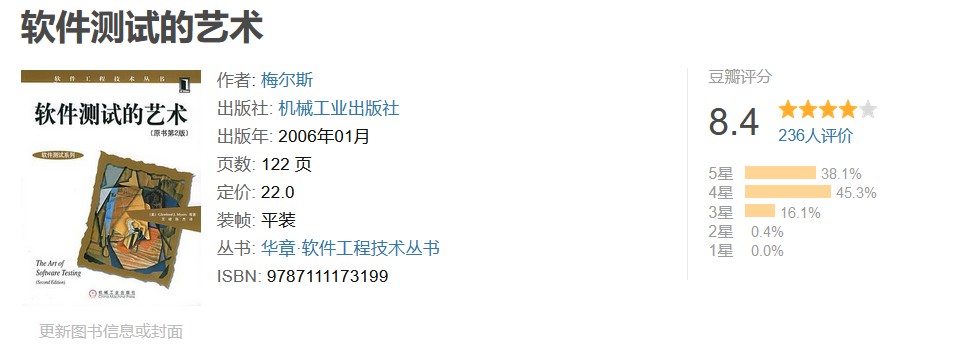 软件测试的艺术
软件工程技术丛书
软件测试的艺术
(原书第2版)
软件测试系列
The Art of
Software Testing
(Second Edition)
机械工业出版社
China Machine Press
更新图书信息或封面
作者: 梅尔斯
出版社: 机械工业出版社
出版年: 2006年01月
页数: 122 页
定价: 22.0
装帧: 平装
丛书: 华章·软件工程技术丛书
ISBN: 9787111173199
豆瓣评分
8.4
236人评价
5星 38.1%
4星 45.3%
3星 16.1%
2星 0.4%
1星 0.0%